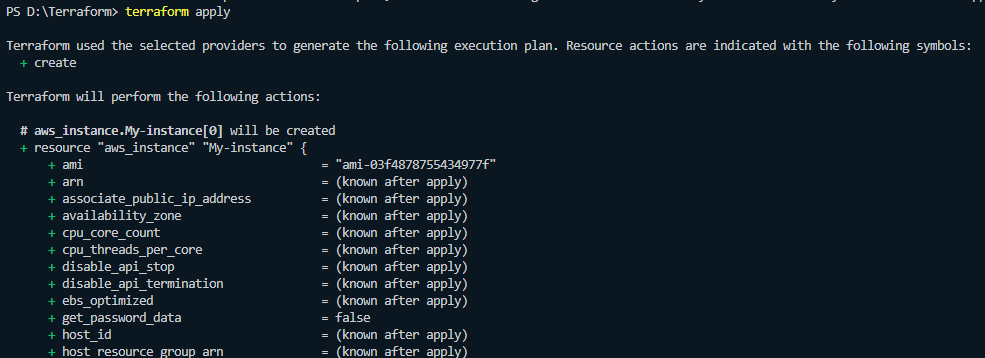 PS D:\Terraform> terraform apply
Terraform used the selected providers to generate the following execution plan. Resource actions are indicated with the following symbols:
+ create
Terraform will perform the following actions:
# aws_instance.My-instance[0] will be created
+ resource "aws_instance" "My-instance" {
+ ami = "ami-03f4878755434977f"
+ arn = (known after apply)
+ associate_public_ip_address = (known after apply)
+ availability_zone = (known after apply)
+ cpu_core_count = (known after apply)
+ cpu_threads_per_core = (known after apply)
+ disable_api_stop = (known after apply)
+ disable_api_termination = (known after apply)
+ ebs_optimized = (known after apply)
+ get_password_data = false
+ host_id = (known after apply)
+ host_resource_group_arn = (known after apply)